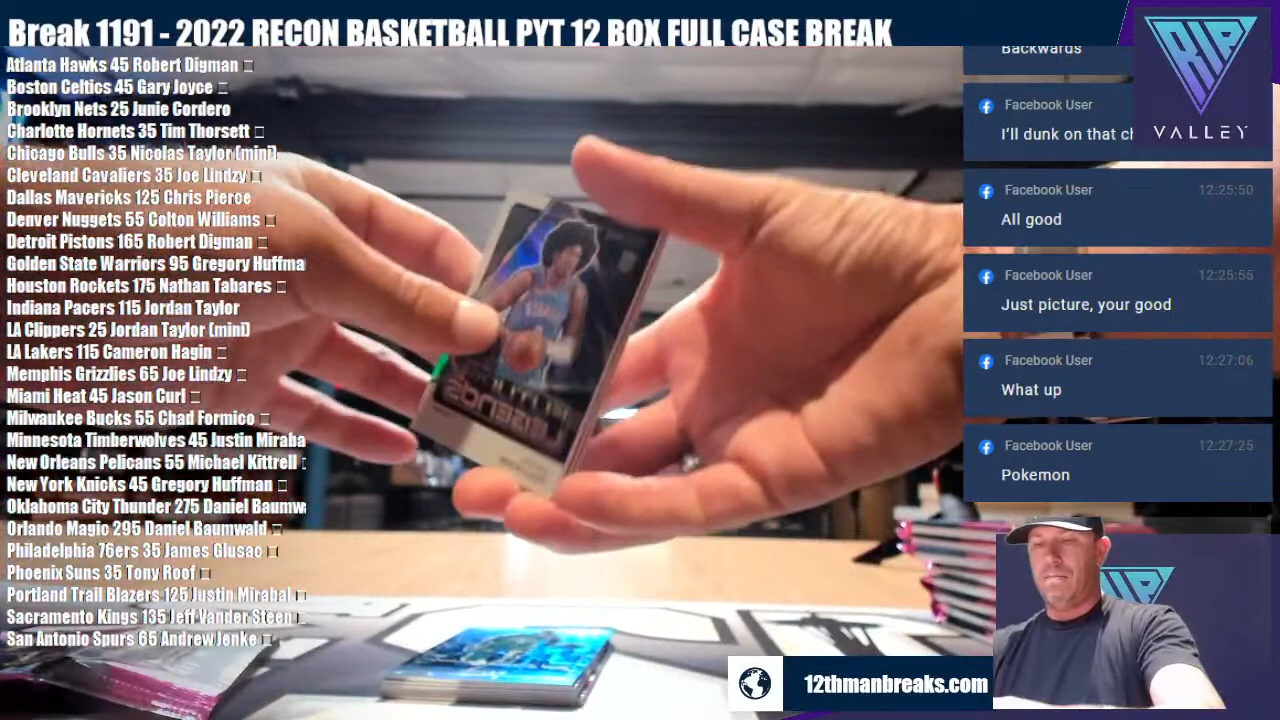 Break 1191 - 2022 RECON BASKETBALL PYT 12 BOX FULL CASE BREAK
Atlanta Hawks 45 Robert Digman
Boston Celtics 45 Gary Joyce
Brooklyn Nets 25 Junie Cordero
Charlotte Hornets 35 Tim Thorsett
Chicago Bulls 35 Nicolas Taylor (mini)
Cleveland Cavaliers 35 Joe Lindzy
Dallas Mavericks 125 Chris Pierce
Denver Nuggets 55 Colton Williams
Detroit Pistons 165 Robert Digman
Golden State Warriors 95 Gregory Huffma
Houston Rockets 175 Nathan Tabares
Indiana Pacers 115 Jordan Taylor
LA Clippers 25 Jordan Taylor (mini)
LA Lakers 115 Cameron Hagin
Memphis Grizzlies 65 Joe Lindzy
Miami Heat 45 Jason Curl
Milwaukee Bucks 55 Chad Formico
Minnesota Timberwolves 45 Justin Miraba
New Orleans Pelicans 55 Michael Kittrell
New York Knicks 45 Gregory Huffman
Oklahoma City Thunder 275 Daniel Baumwa
Orlando Magic 295 Daniel Baumwald
Philadelphia 76ers 35 James Glusac
Phoenix Suns 35 Tony Roof
Portland Trail Blazers 125 Justin Mirabal
Sacramento Kings 135 Jeff Vander Steen
San Antonio Spurs 65 Andrew Jenke
FUTURE
LEGENDS
Backwards
Facebook User
I'll dunk on that ch
Facebook User 12:25:50
All good
Facebook User 12:25:55
Just picture, your good
Facebook User 12:27:06
What up
Facebook User 12:27:25
Pokemon
RIP
VALLEY
RIP
12thmanbreaks.com